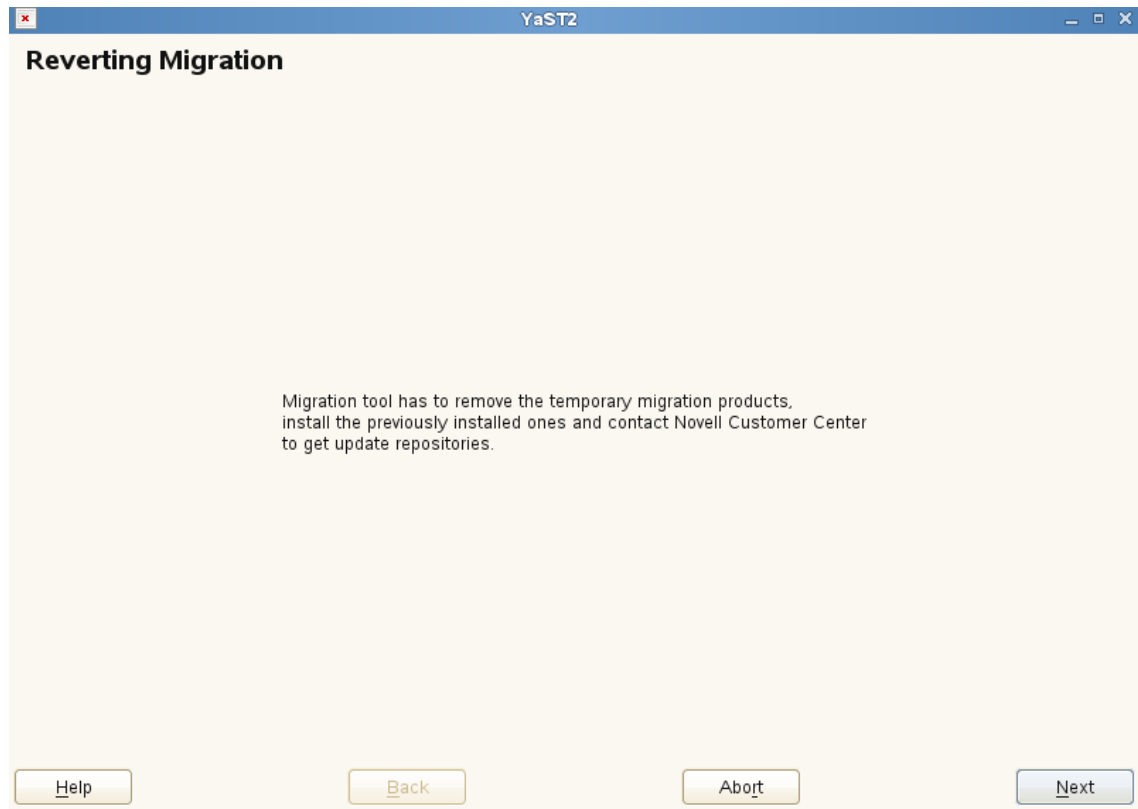 YaST2
Reverting Migration
Migration tool has to remove the temporary migration products,
install the previously installed ones and contact Novell Customer Center
to get update repositories.
Help Back Abort Next